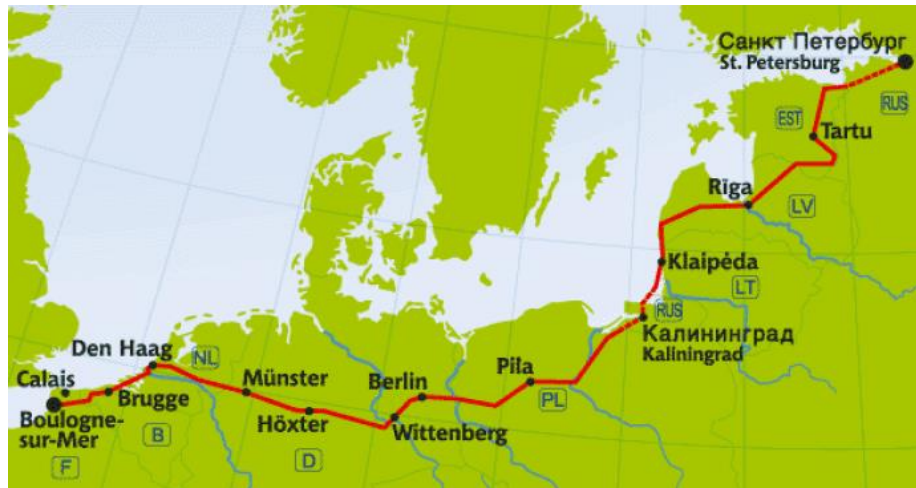 Санкт Петербург
St. Petersburg
RUS
EST
Tartu
Rīga
LV
Klaipėda
LT
RUS
Калининград
Kaliningrad
Den Haag
NL
Calais
Brugge
Münster
Berlin
Pila
PL
Boulogne-
sur-Mer
B
Höxter
Wittenberg
F
D